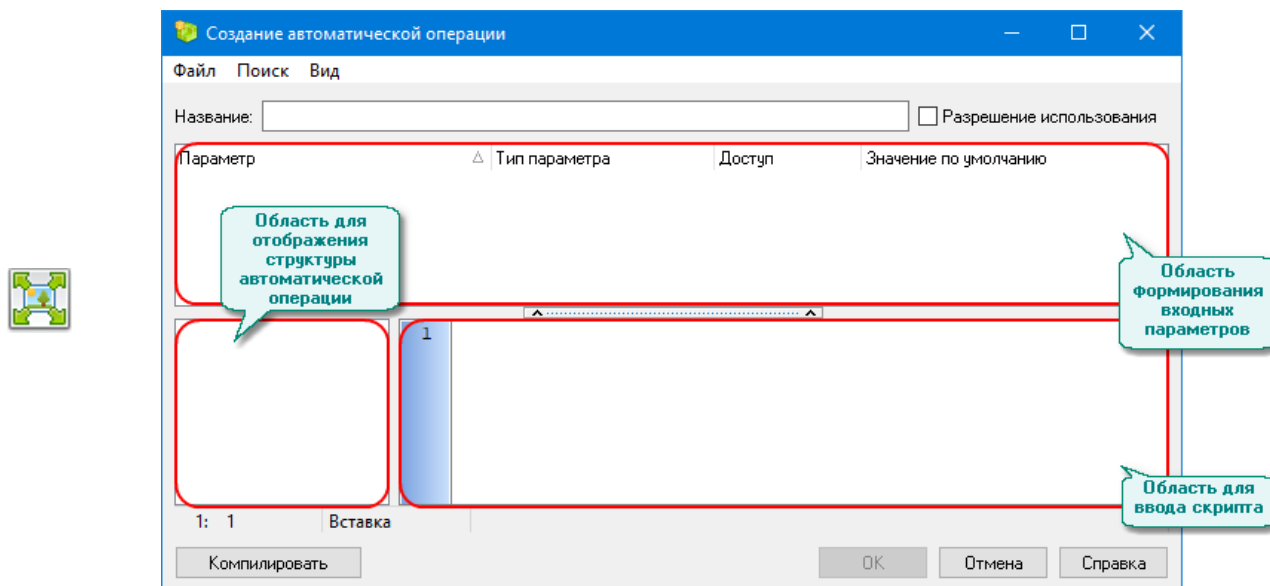 Создание автоматической операции
Файл Поиск Вид
Название: Разрешение использования
Параметр Тип параметра Доступ Значение по умолчанию
Область для
отображения
структуры
автоматической
операции
Область
формирования
входных
параметров
1
Область для
ввода скрипта
1: 1 Вставка
Компилировать OK Отмена Справка